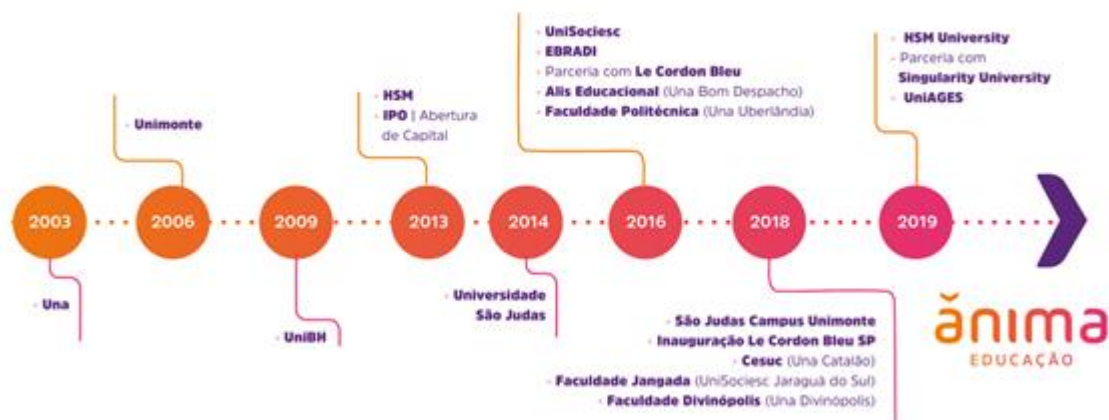 UniSociesc
EBRADI
Parceria com Le Cordon Bleu
Alis Educacional (Una Bom Despacho)
Faculdade Politécnica (Una Uberlândia)
HSM University
Parceria com
Singularity University
UniAGES
HSM
IPO | Abertura
de Capital
Unimonte
2003
2006
2009
2013
2014
2016
2018
2019
Una
UniBH
Universidade
São Judas
São Judas Campus Unimonte
Inauguração Le Cordon Bleu SP
Cesuc (Una Catalão)
Faculdade Jangada (UniSociesc Jaraguá do Sul)
Faculdade Divinópolis (Una Divinópolis)
ănima
EDUCAÇÃO